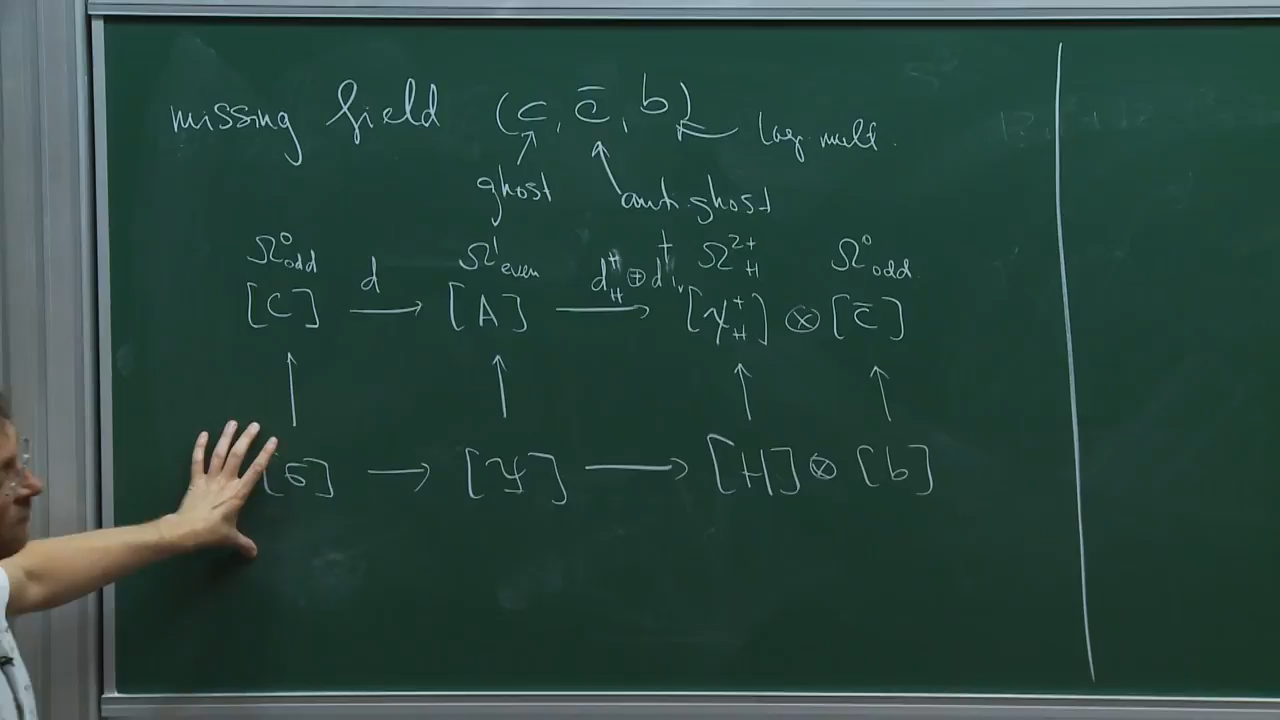 missing field (c, c̄, b) ← Lag. mult.
ghost anti-ghost
Ω⁰_odd Ω¹_even Ω²⁺_H Ω⁰_odd
[C] →d [A] → d⁺_H ⊕ d†_v [χ⁺_H] ⊗ [c̄]
↑ ↑ ↑ ↑
[σ] → [Ψ] → [H] ⊗ [b]